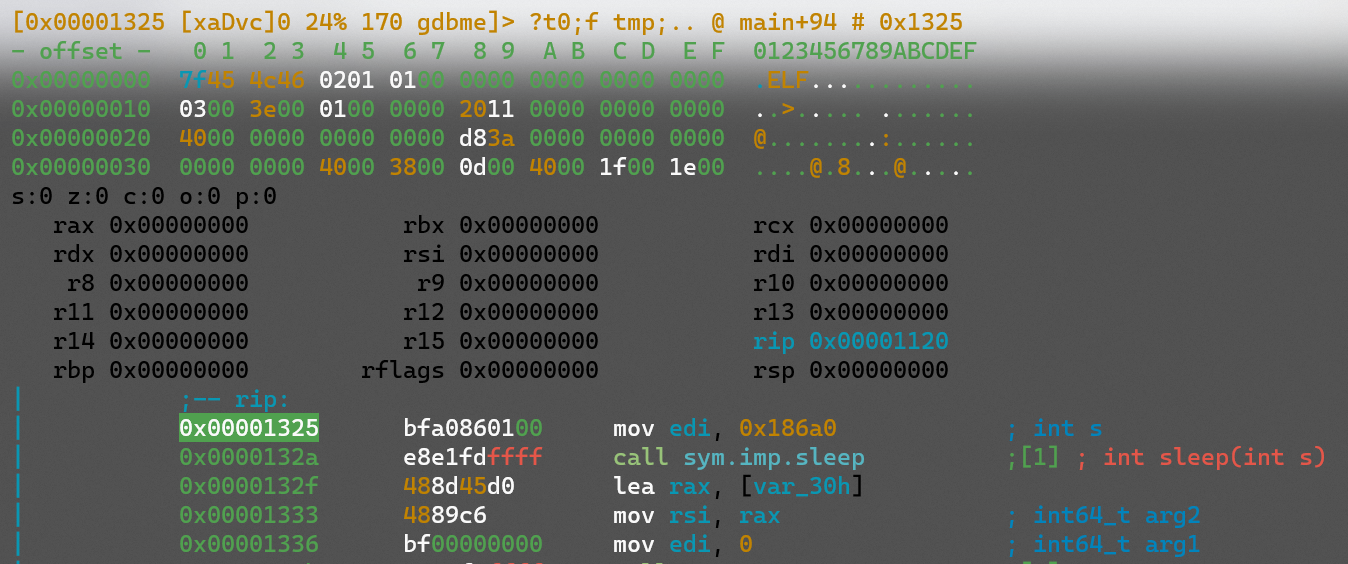 [0x00001325 [xaDvc]0 24% 170 gdbme]> ?t0;f tmp;.. @ main+94 # 0x1325
- offset -   0 1  2 3  4 5  6 7  8 9  A B  C D  E F  0123456789ABCDEF
0x00000000  7f45 4c46 0201 0100 0000 0000 0000 0000  .ELF............
0x00000010  0300 3e00 0100 0000 2011 0000 0000 0000  ..>..... .......
0x00000020  4000 0000 0000 0000 d83a 0000 0000 0000  @........:......
0x00000030  0000 0000 4000 3800 0d00 4000 1f00 1e00  ....@.8...@.....
s:0 z:0 c:0 o:0 p:0
rax 0x00000000 rbx 0x00000000 rcx 0x00000000
rdx 0x00000000 rsi 0x00000000 rdi 0x00000000
r8 0x00000000 r9 0x00000000 r10 0x00000000
r11 0x00000000 r12 0x00000000 r13 0x00000000
r14 0x00000000 r15 0x00000000 rip 0x00001120
rbp 0x00000000 rflags 0x00000000 rsp 0x00000000
| ;-- rip:
| 0x00001325 bfa0860100 mov edi, 0x186a0 ; int s
| 0x0000132a e8e1fdffff call sym.imp.sleep ;[1] ; int sleep(int s)
| 0x0000132f 488d45d0 lea rax, [var_30h]
| 0x00001333 4889c6 mov rsi, rax ; int64_t arg2
| 0x00001336 bf00000000 mov edi, 0 ; int64_t arg1